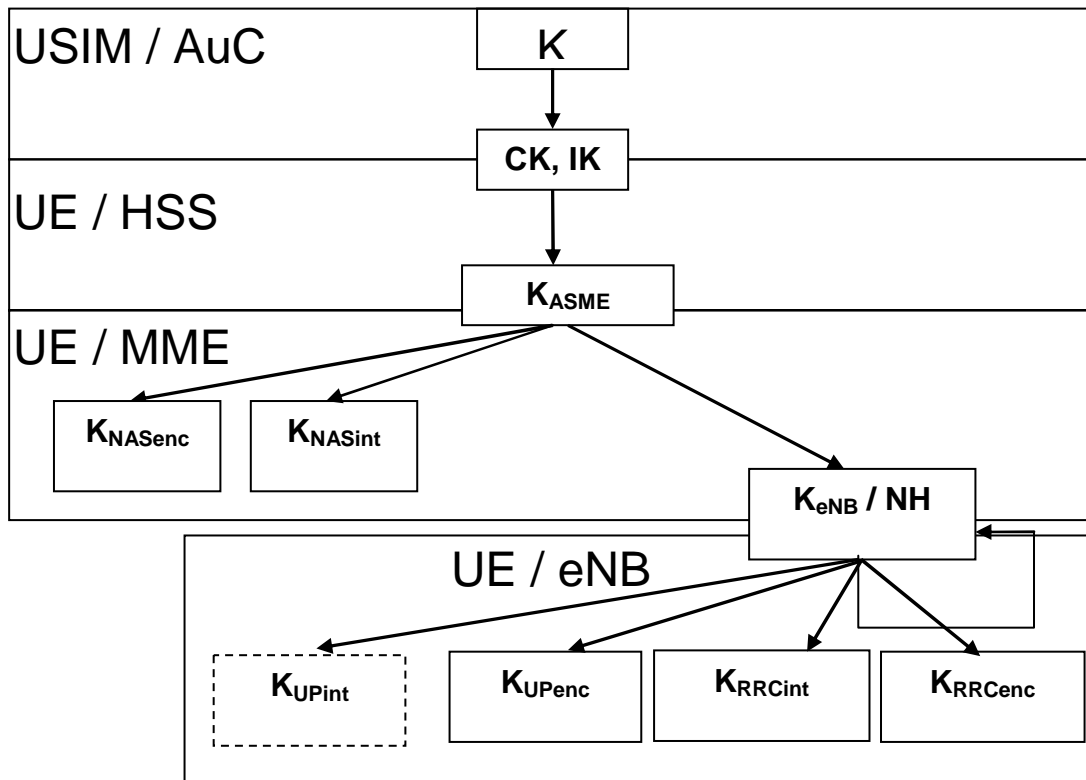 USIM / AuC
K
CK, IK
UE / HSS
KASME
UE / MME
KNASenc
KNASint
KeNB / NH
UE / eNB
KUPint
KUPenc
KRRCint
KRRCenc